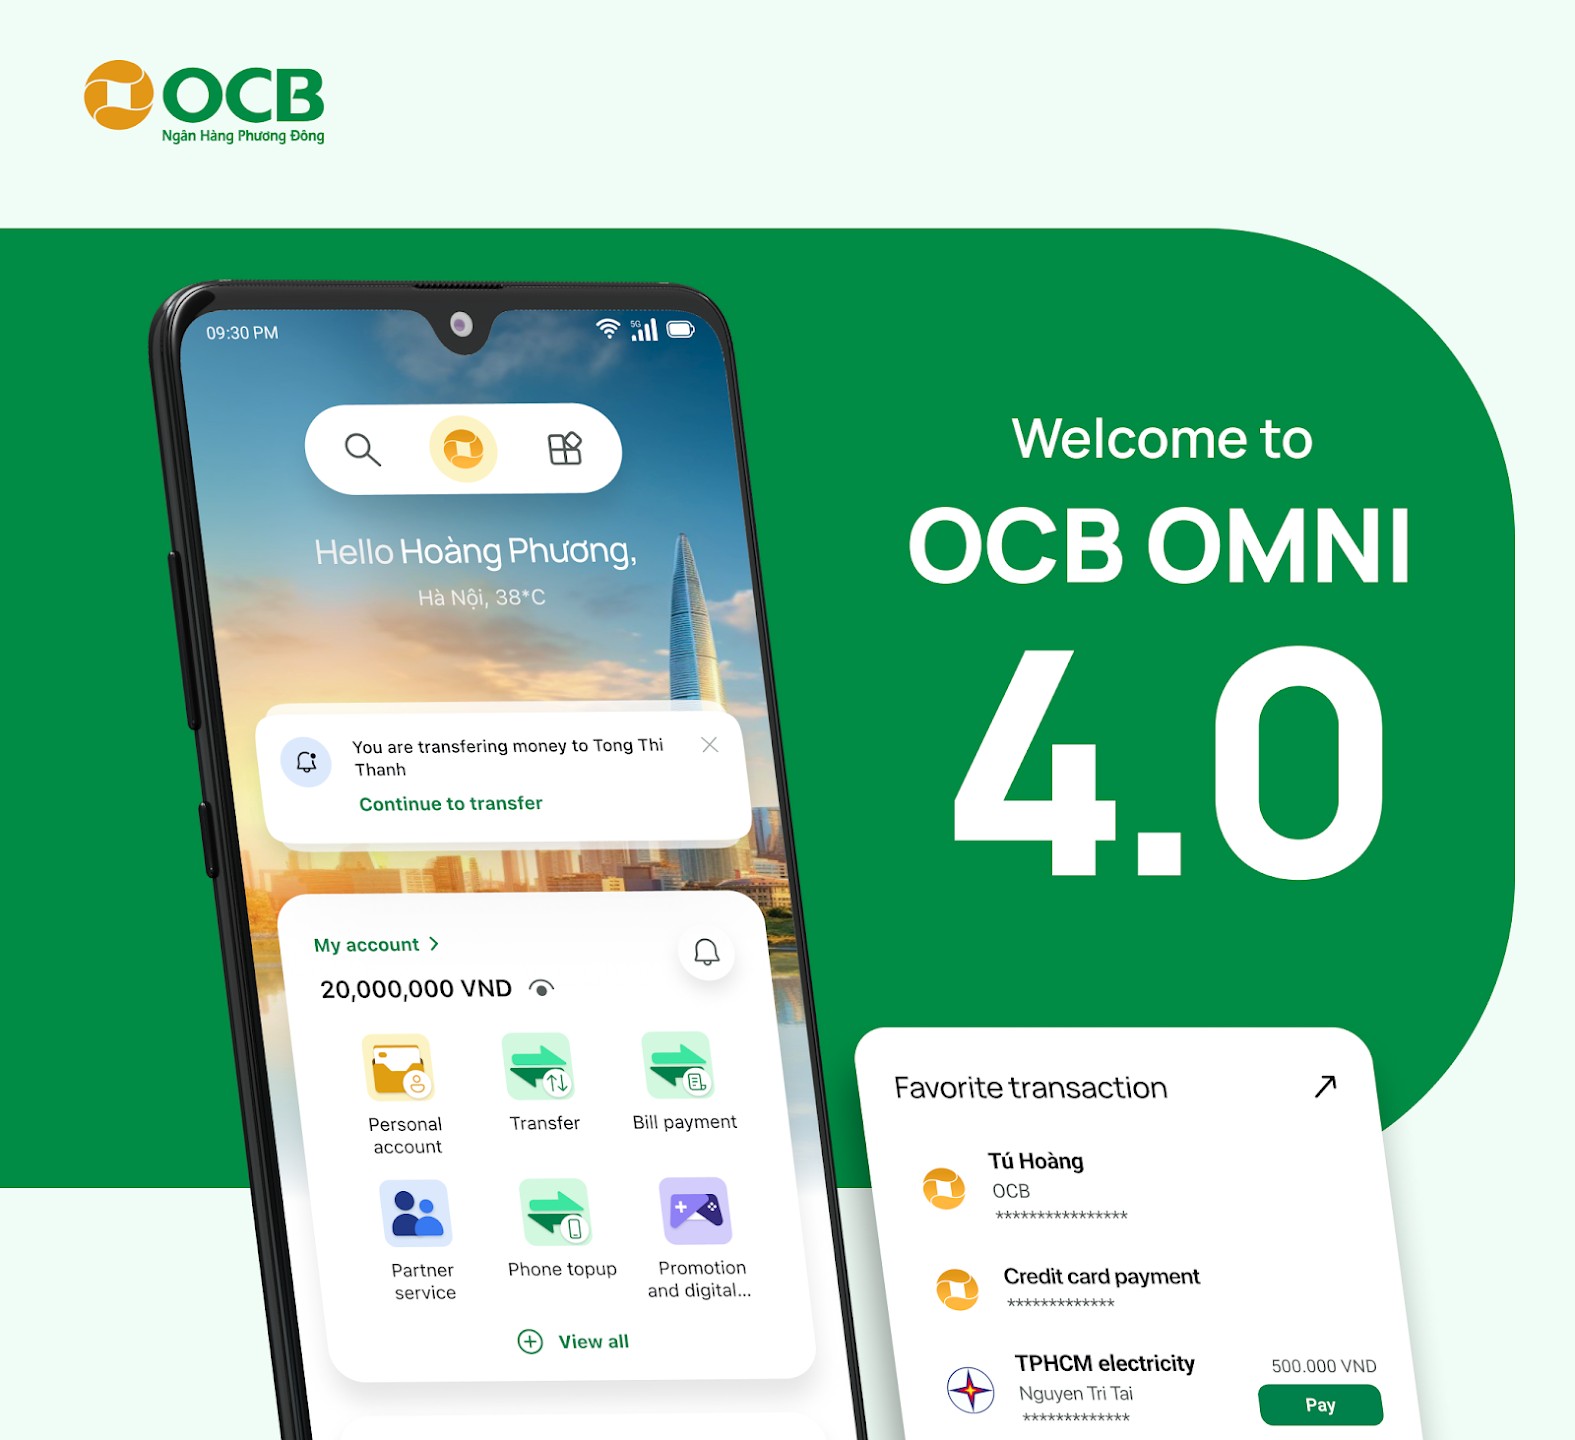 OCB
Ngân Hàng Phương Đông
09:30 PM
5G
Hello Hoàng Phương,
Hà Nội, 38*C
You are transfering money to Tong Thi
Thanh
Continue to transfer
My account >
20,000,000 VND
Personal
account
Transfer
Bill payment
Partner
service
Phone topup
Promotion
and digital...
View all
Welcome to
OCB OMNI
4.0
Favorite transaction
Tú Hoàng
OCB
****************
Credit card payment
*************
TPHCM electricity
500.000 VND
Nguyen Tri Tai
Pay
*************